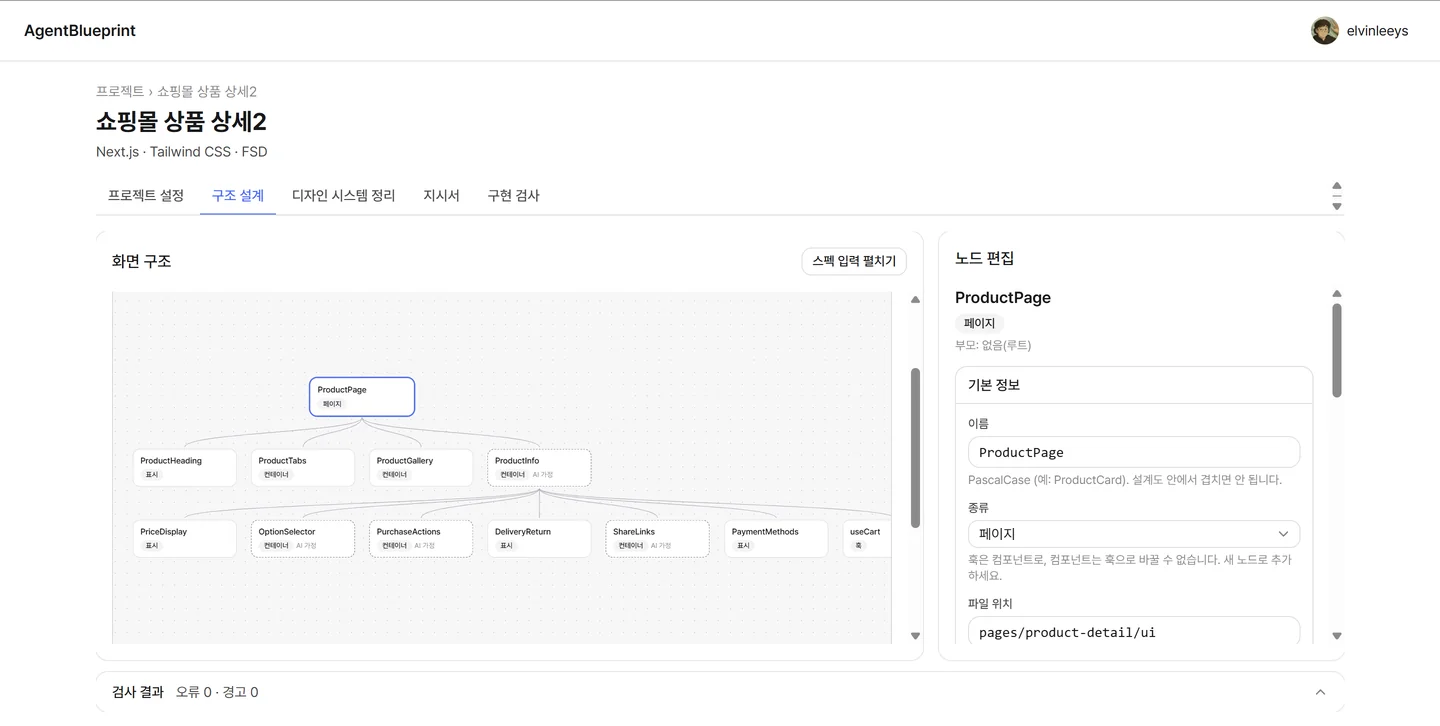 AgentBlueprint
elvinleeys
프로젝트 › 쇼핑몰 상품 상세2
쇼핑몰 상품 상세2
Next.js · Tailwind CSS · FSD
프로젝트 설정
구조 설계
디자인 시스템 정리
지시서
구현 검사
화면 구조
스펙 입력 펼치기
ProductPage
페이지
ProductHeading
표시
ProductTabs
컨테이너
ProductGallery
컨테이너
ProductInfo
컨테이너 AI 가정
PriceDisplay
표시
OptionSelector
컨테이너 AI 가정
PurchaseActions
컨테이너 AI 가정
DeliveryReturn
표시
ShareLinks
컨테이너 AI 가정
PaymentMethods
표시
useCart
훅
노드 편집
ProductPage
페이지
부모: 없음(루트)
기본 정보
이름
ProductPage
PascalCase (예: ProductCard). 설계도 안에서 겹치면 안 됩니다.
종류
페이지
훅은 컴포넌트로, 컴포넌트는 훅으로 바꿀 수 없습니다. 새 노드로 추가
하세요.
파일 위치
pages/product-detail/ui
검사 결과 오류 0 · 경고 0